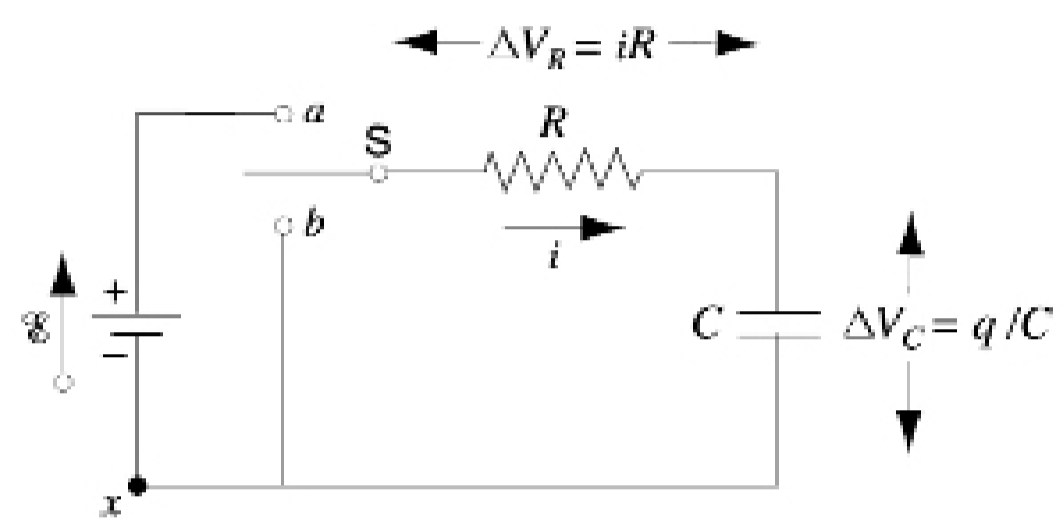 ΔV_R = iR
a
S
R
b
i
+
ℰ
−
C
ΔV_C = q/C
x